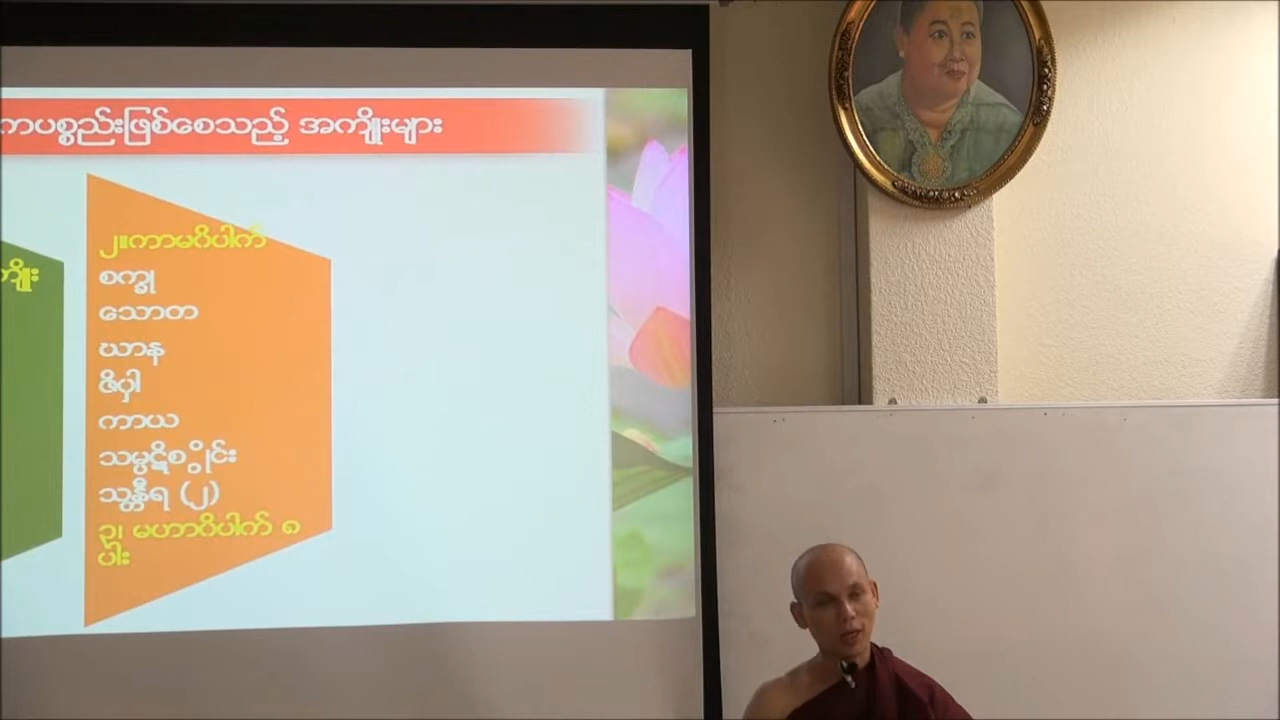 ကပစ္စည်းဖြစ်စေသည့် အကျိုးများ
ကျိုး
၂။ကာမဝိပါက်
စက္ခု
သောတ
ဃာန
ဇိဝှါ
ကာယ
သမ္ပဋိစ္ဆိုင်း
သန္တီရ (၂)
၃၊ မဟာဝိပါက် ၈
ပါး